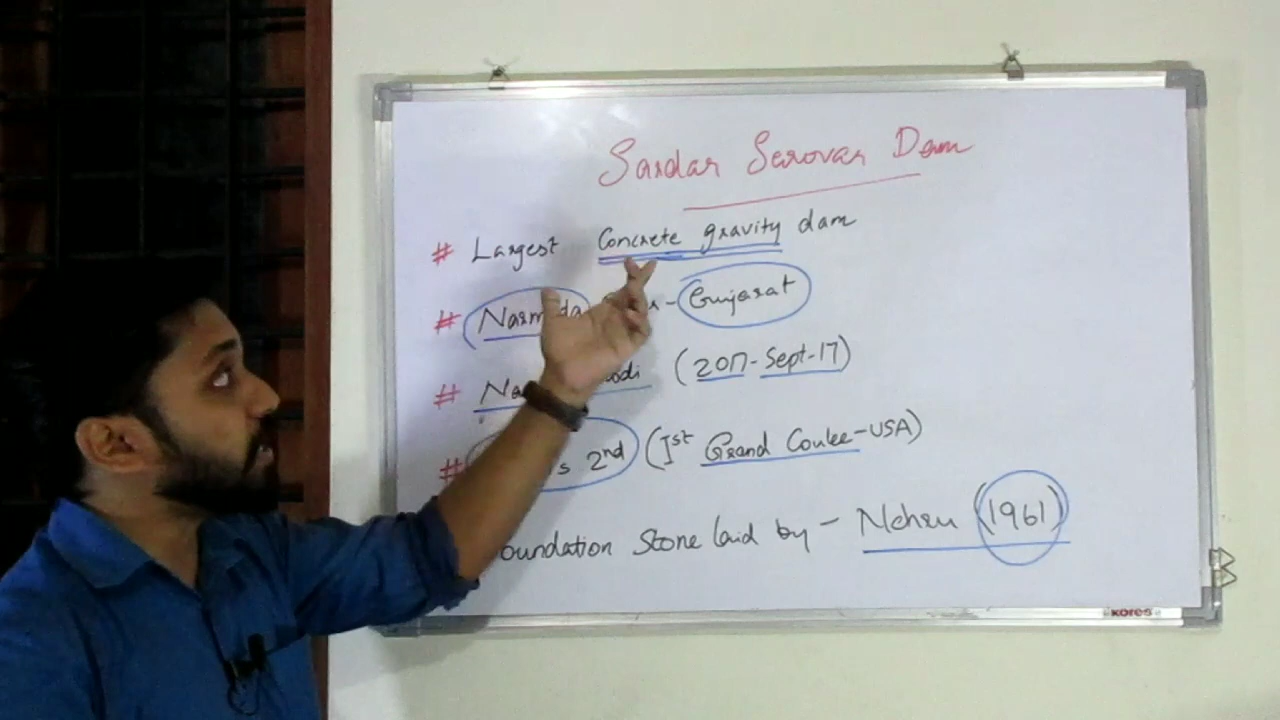 Sardar Sarovar Dam
# Largest Concrete gravity dam
# Narmada - Gujarat
# (2017-Sept-17)
# 2nd (Ist Grand Coulee-USA)
oundation Stone laid by - Nehru (1961)
kores